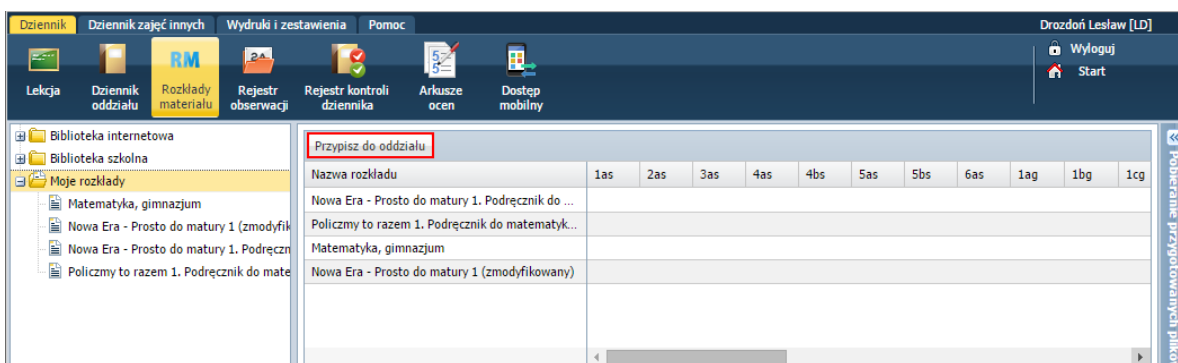 Dziennik Dziennik zajęć innych Wydruki i zestawienia Pomoc Drozdoń Lesław [LD]
RM
Lekcja Dziennik oddziału Rozkłady materiału Rejestr obserwacji Rejestr kontroli dziennika Arkusze ocen Dostęp mobilny
Wyloguj
Start
Biblioteka internetowa
Biblioteka szkolna
Moje rozkłady
Matematyka, gimnazjum
Nowa Era - Prosto do matury 1 (zmodyfik
Nowa Era - Prosto do matury 1. Podręczn
Policzmy to razem 1. Podręcznik do mate
Przypisz do oddziału
Nazwa rozkładu 1as 2as 3as 4as 4bs 5as 5bs 6as 1ag 1bg 1cg
Nowa Era - Prosto do matury 1. Podręcznik do ...
Policzmy to razem 1. Podręcznik do matematyk...
Matematyka, gimnazjum
Nowa Era - Prosto do matury 1 (zmodyfikowany)
Pobieranie przygotowanych plikó